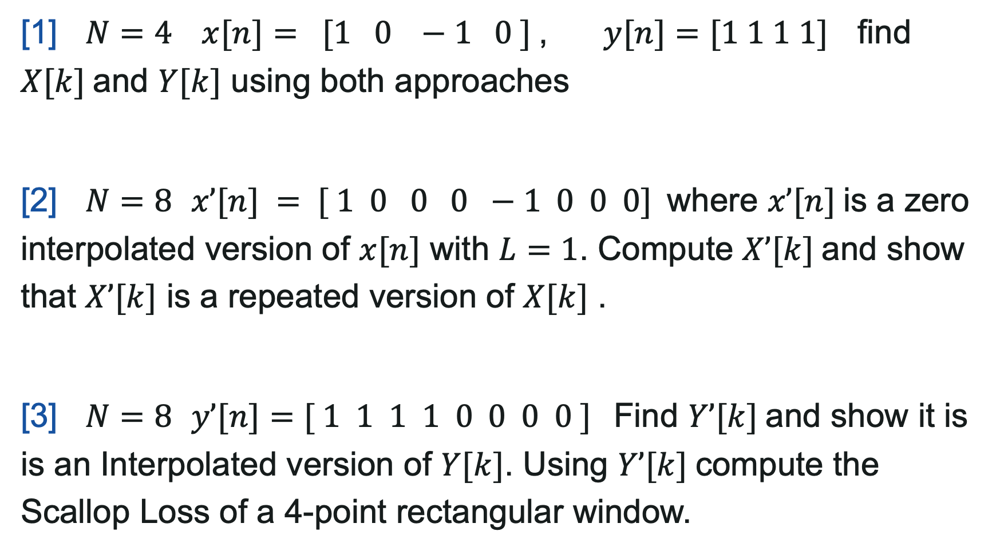 [1] N = 4 x[n] = [1 0 − 1 0], y[n] = [1 1 1 1] find
X[k] and Y[k] using both approaches
[2] N = 8 x’[n] = [1 0 0 0 − 1 0 0 0] where x’[n] is a zero
interpolated version of x[n] with L = 1. Compute X’[k] and show
that X’[k] is a repeated version of X[k] .
[3] N = 8 y’[n] = [1 1 1 1 0 0 0 0] Find Y’[k] and show it is
is an Interpolated version of Y[k]. Using Y’[k] compute the
Scallop Loss of a 4-point rectangular window.